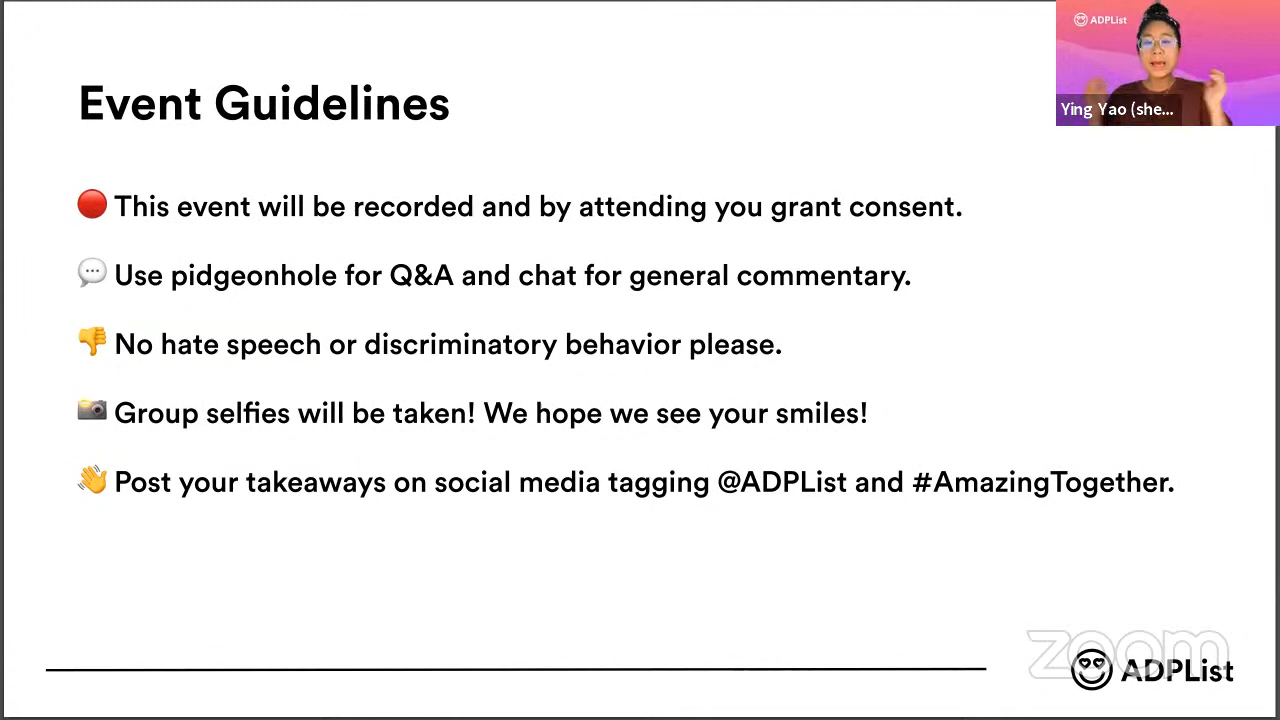 ADPList
Ying Yao (she...
Event Guidelines
🔴 This event will be recorded and by attending you grant consent.
💬 Use pidgeonhole for Q&A and chat for general commentary.
👎 No hate speech or discriminatory behavior please.
📸 Group selfies will be taken! We hope we see your smiles!
👋 Post your takeaways on social media tagging @ADPList and #AmazingTogether.
zoom
ADPList